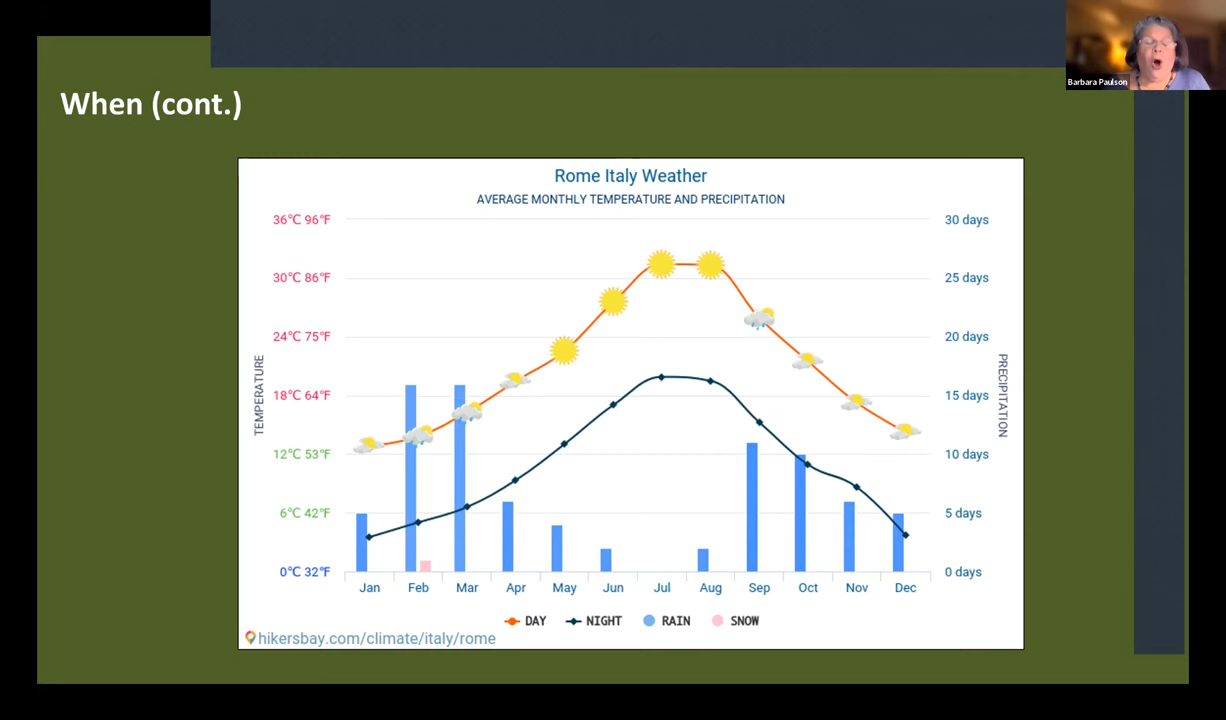 Barbara Paulson
When (cont.)
Rome Italy Weather
AVERAGE MONTHLY TEMPERATURE AND PRECIPITATION
36°C 96°F 30 days
30°C 86°F 25 days
24°C 75°F 20 days
18°C 64°F 15 days
12°C 53°F 10 days
6°C 42°F 5 days
0°C 32°F 0 days
TEMPERATURE
PRECIPITATION
Jan Feb Mar Apr May Jun Jul Aug Sep Oct Nov Dec
DAY NIGHT RAIN SNOW
hikersbay.com/climate/italy/rome